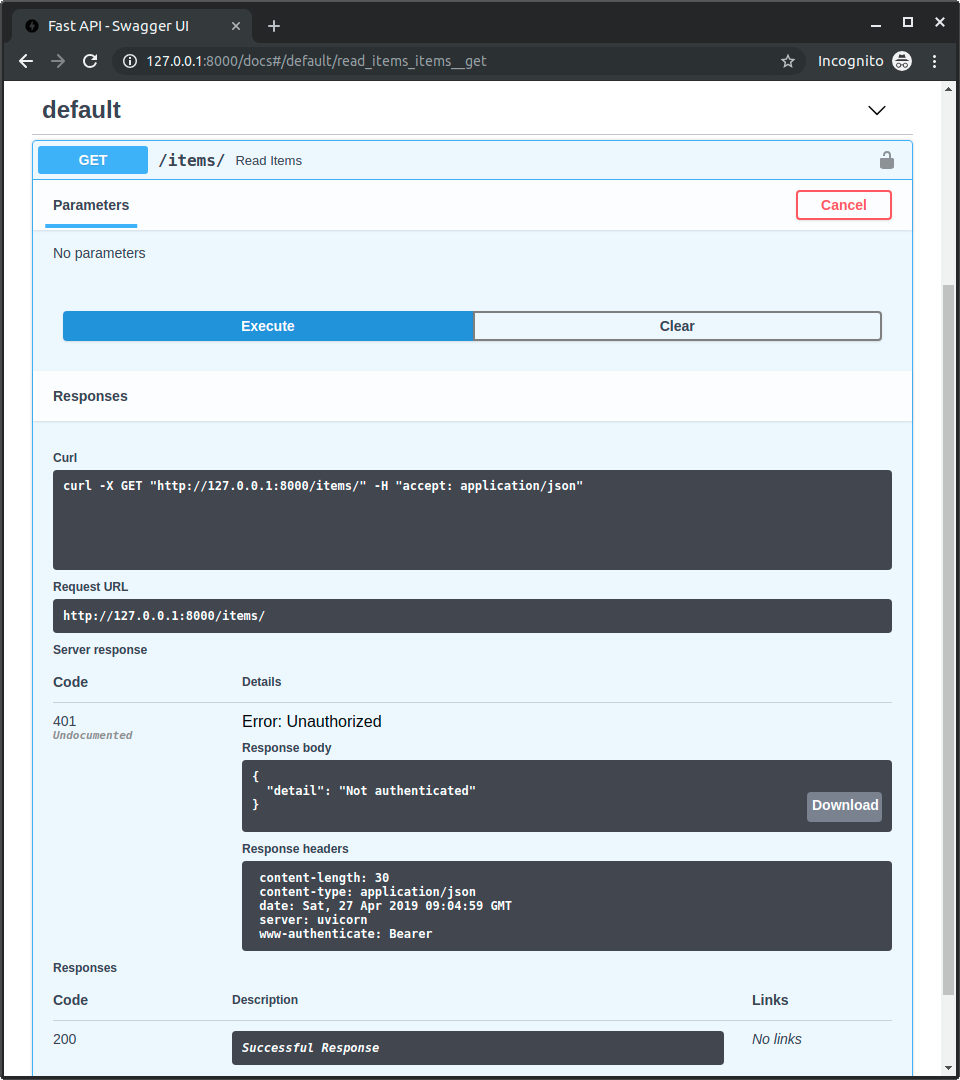 Fast API - Swagger UI
127.0.0.1:8000/docs#/default/read_items_items__get
Incognito
default
GET /items/ Read Items
Parameters
Cancel
No parameters
Execute
Clear
Responses
Curl
curl -X GET "http://127.0.0.1:8000/items/" -H "accept: application/json"
Request URL
http://127.0.0.1:8000/items/
Server response
Code Details
401 Error: Unauthorized
Undocumented
Response body
{
"detail": "Not authenticated"
}
Download
Response headers
content-length: 30
content-type: application/json
date: Sat, 27 Apr 2019 09:04:59 GMT
server: uvicorn
www-authenticate: Bearer
Responses
Code Description Links
200 Successful Response No links